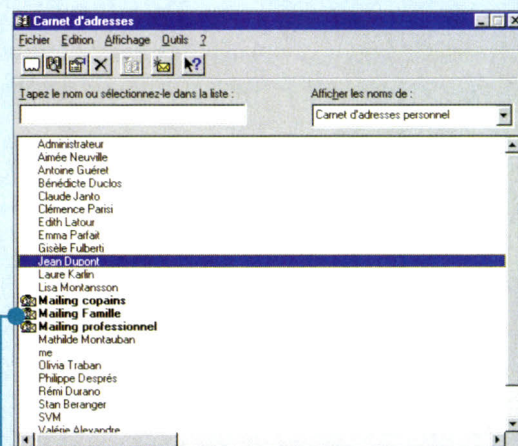 Carnet d'adresses
Fichier Edition Affichage Outils ?
Tapez le nom ou sélectionnez-le dans la liste :
Afficher les noms de :
Carnet d'adresses personnel
Administrateur
Aimée Neuville
Antoine Guéret
Bénédicte Duclos
Claude Janto
Clémence Parisi
Edith Latour
Emma Parfait
Gisèle Fulberti
Jean Dupont
Laure Karlin
Lisa Montansson
Mailing copains
Mailing Famille
Mailing professionnel
Mathilde Montauban
me
Olivia Traban
Philippe Després
Rémi Durano
Stan Beranger
SVM
Valérie Alexandre